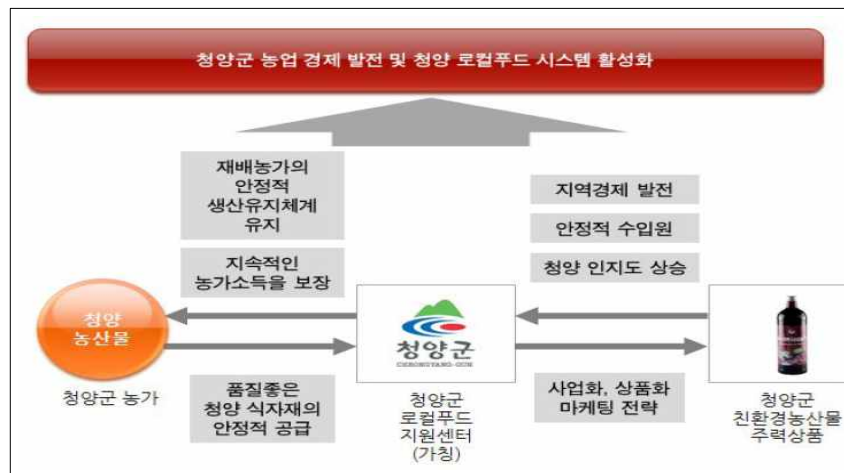 청양군 농업 경제 발전 및 청양 로컬푸드 시스템 활성화
재배농가의
안정적
생산유지체계
유지
지속적인
농가소득을 보장
지역경제 발전
안정적 수입원
청양 인지도 상승
청양
농산물
청양군 농가
청양군
CHEONGYANG-GUN
품질좋은
청양 식자재의
안정적 공급
청양군
로컬푸드
지원센터
(가칭)
사업화, 상품화
마케팅 전략
청양군
친환경농산물
주력상품